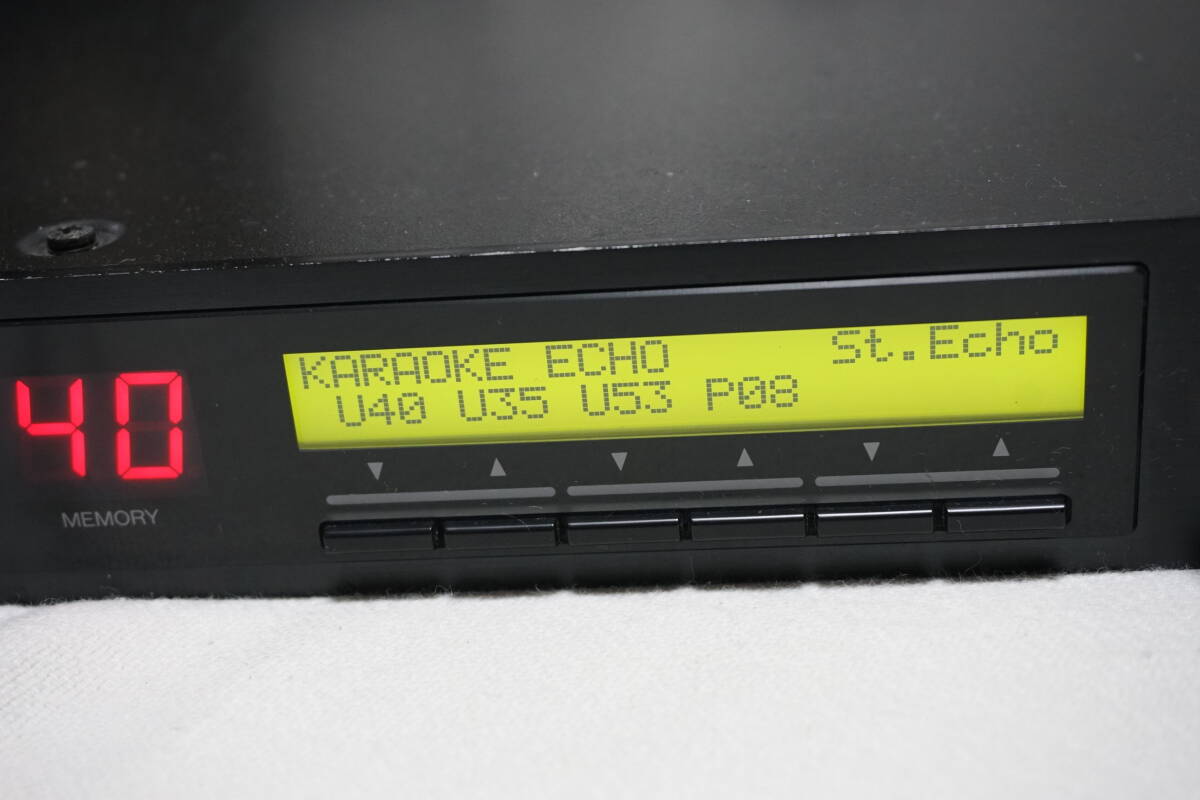 KARAOKE ECHO St.Echo
U40 U35 U53 P08
40
MEMORY